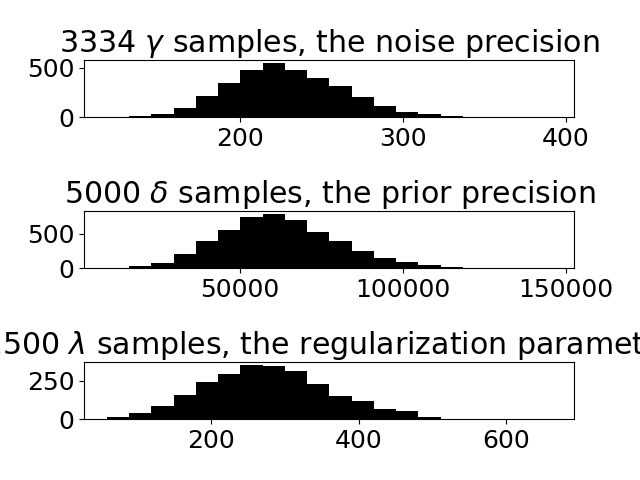 3334 γ samples, the noise precision
500
0
200 300 400
5000 δ samples, the prior precision
500
0
50000 100000 150000
500 λ samples, the regularization
250
0
200 400 600